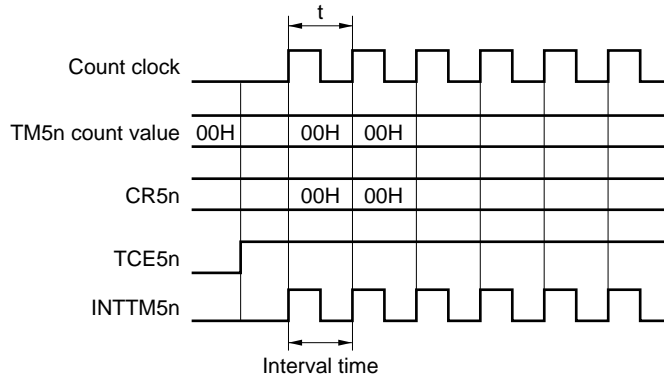 t
Count clock
TM5n count value 00H 00H 00H
CR5n 00H 00H
TCE5n
INTTM5n
Interval time